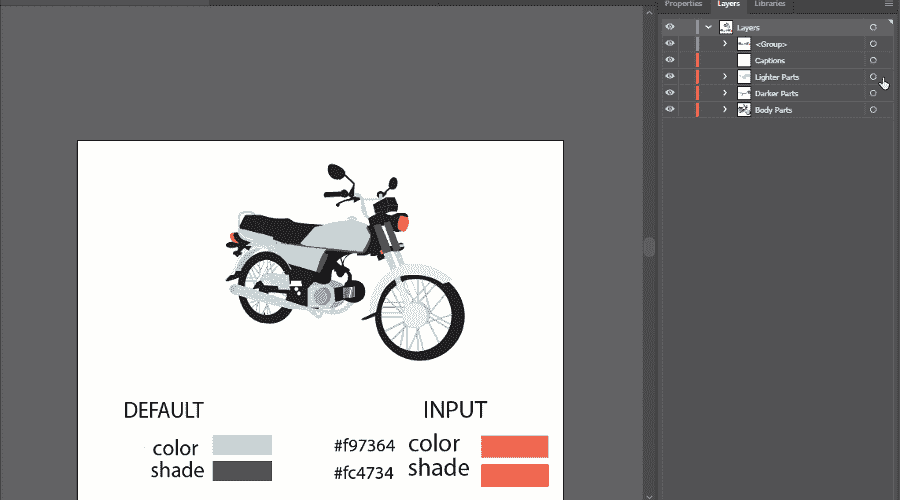 Properties Layers Libraries
Layers
<Group>
Captions
Lighter Parts
Darker Parts
Body Parts
DEFAULT INPUT
color #f97364 color
shade #fc4734 shade